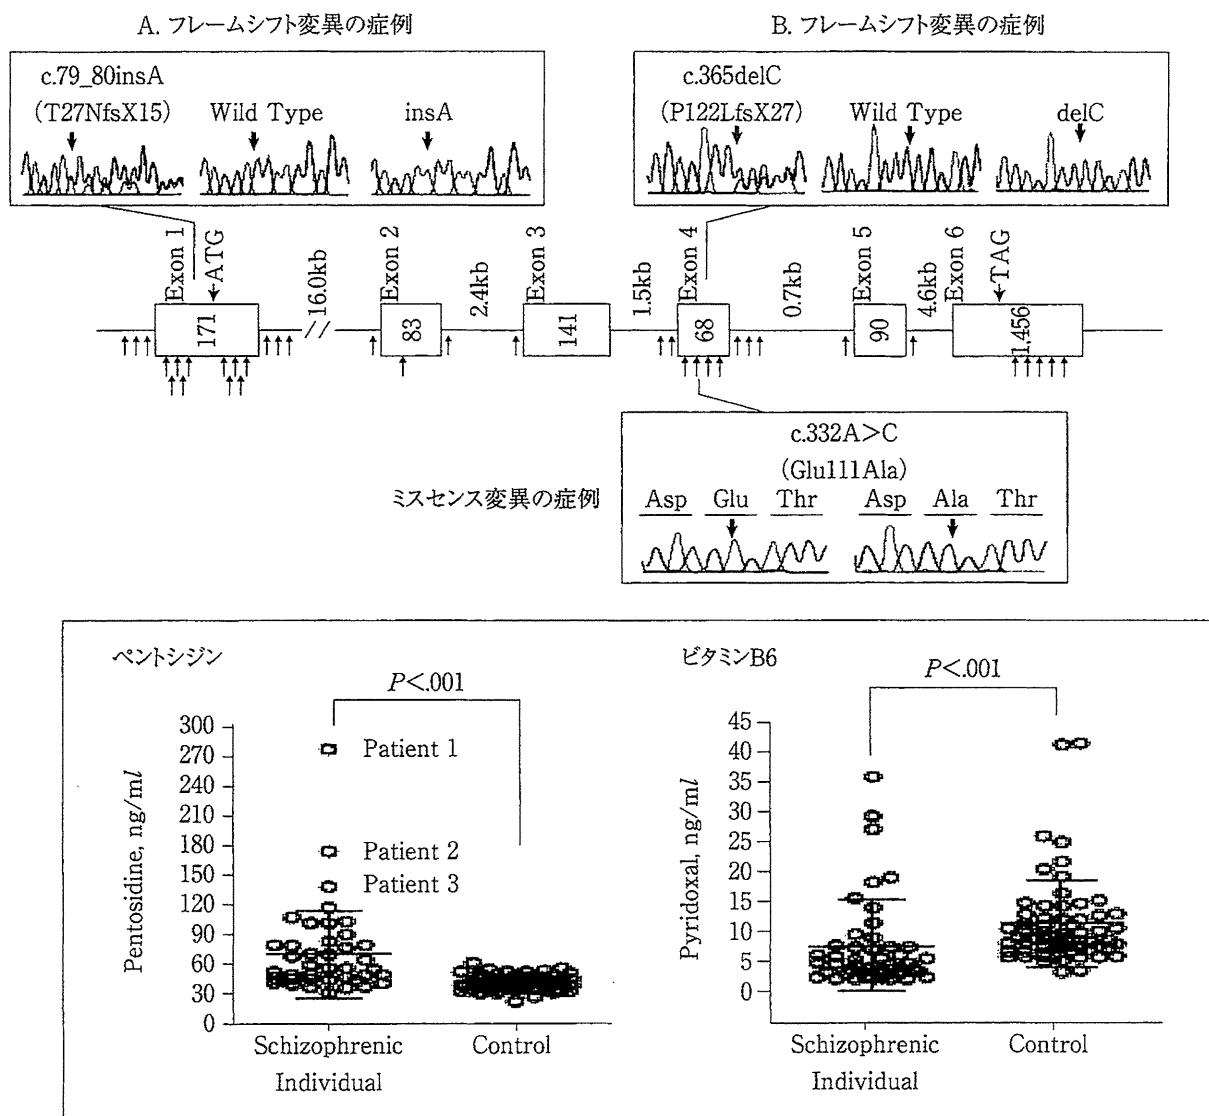 A. フレームシフト変異の症例
B. フレームシフト変異の症例
c.79_80insA
(T27NfsX15)
Wild Type
insA
c.365delC
(P122LfsX27)
Wild Type
delC
Exon 1
ATG
16.0kb
Exon 2
2.4kb
Exon 3
1.5kb
Exon 4
0.7kb
Exon 5
4.6kb
Exon 6
TAG
171
83
141
68
90
1,456
c.332A>C
(Glu111Ala)
ミスセンス変異の症例
Asp Glu Thr
Asp Ala Thr
ペントシジン
P<.001
Pentosidine, ng/ml
300
270
240
210
180
150
120
90
60
30
0
Patient 1
Patient 2
Patient 3
Schizophrenic
Individual
Control
ビタミンB6
P<.001
Pyridoxal, ng/ml
45
40
35
30
25
20
15
10
5
0
Schizophrenic
Individual
Control